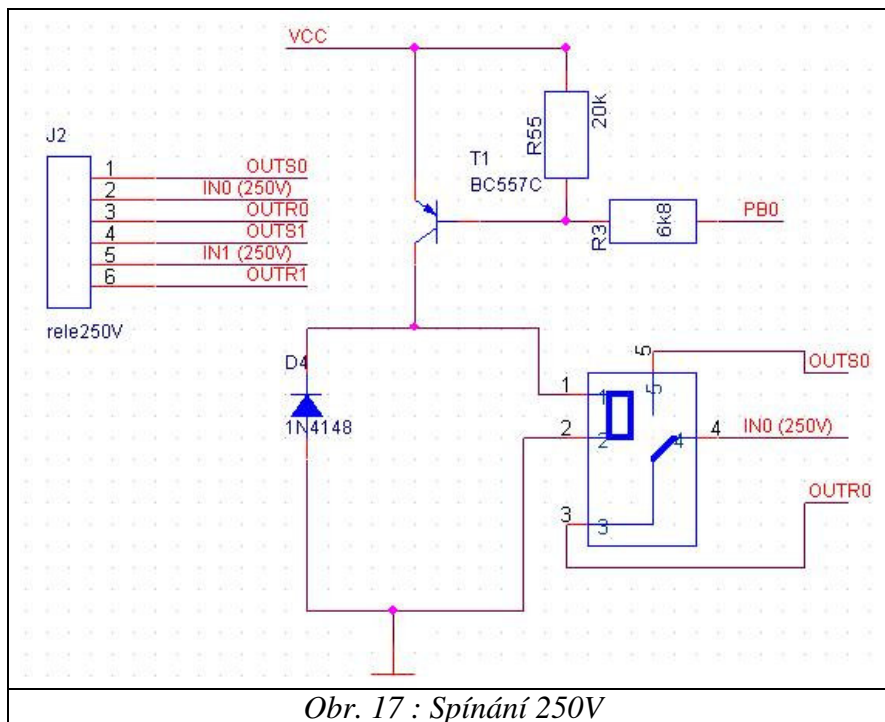 VCC
J2
1 OUTS0
2 IN0 (250V)
3 OUTR0
4 OUTS1
5 IN1 (250V)
6 OUTR1
rele250V
R55
20k
T1
BC557C
R3
6k8
PB0
D4
1N4148
1
1
2
2
3
3
4
4
5
5
OUTS0
IN0 (250V)
OUTR0
Obr. 17 : Spínání 250V